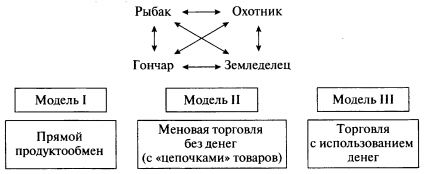 Рыбак Охотник
Гончар Земледелец
Модель I Модель II Модель III
Прямой
продуктообмен
Меновая торговля
без денег
(с «цепочками» товаров)
Торговля
с использованием
денег